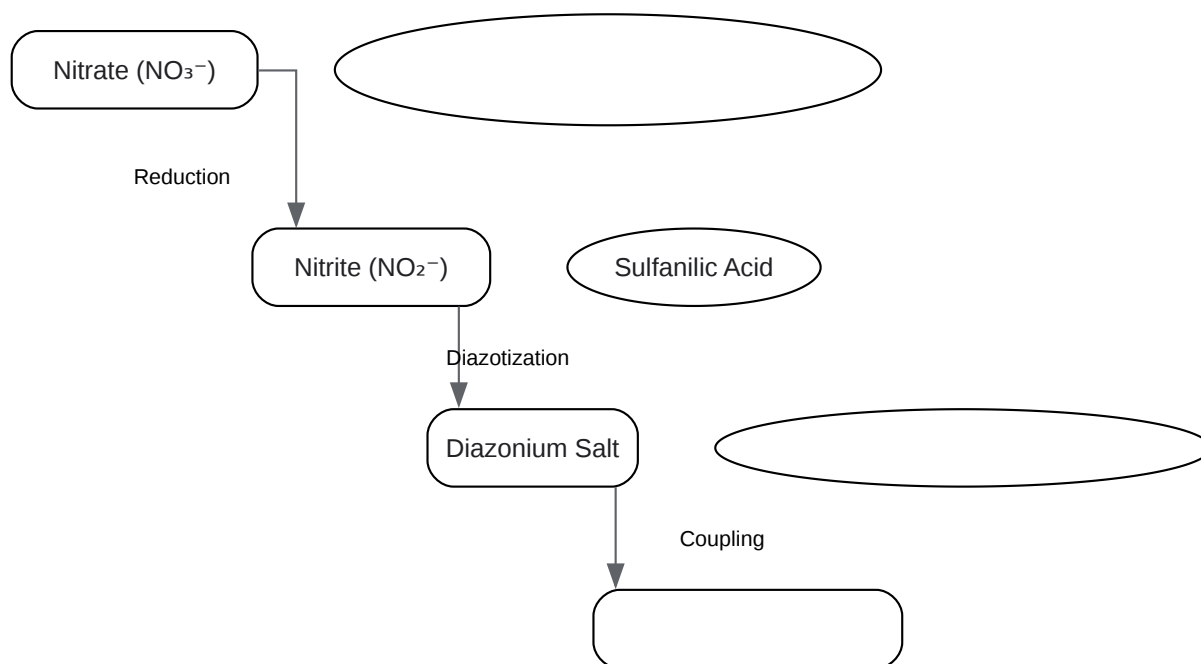 Nitrate (NO₃⁻)
Reduction
Nitrite (NO₂⁻)
Sulfanilic Acid
Diazotization
Diazonium Salt
Coupling